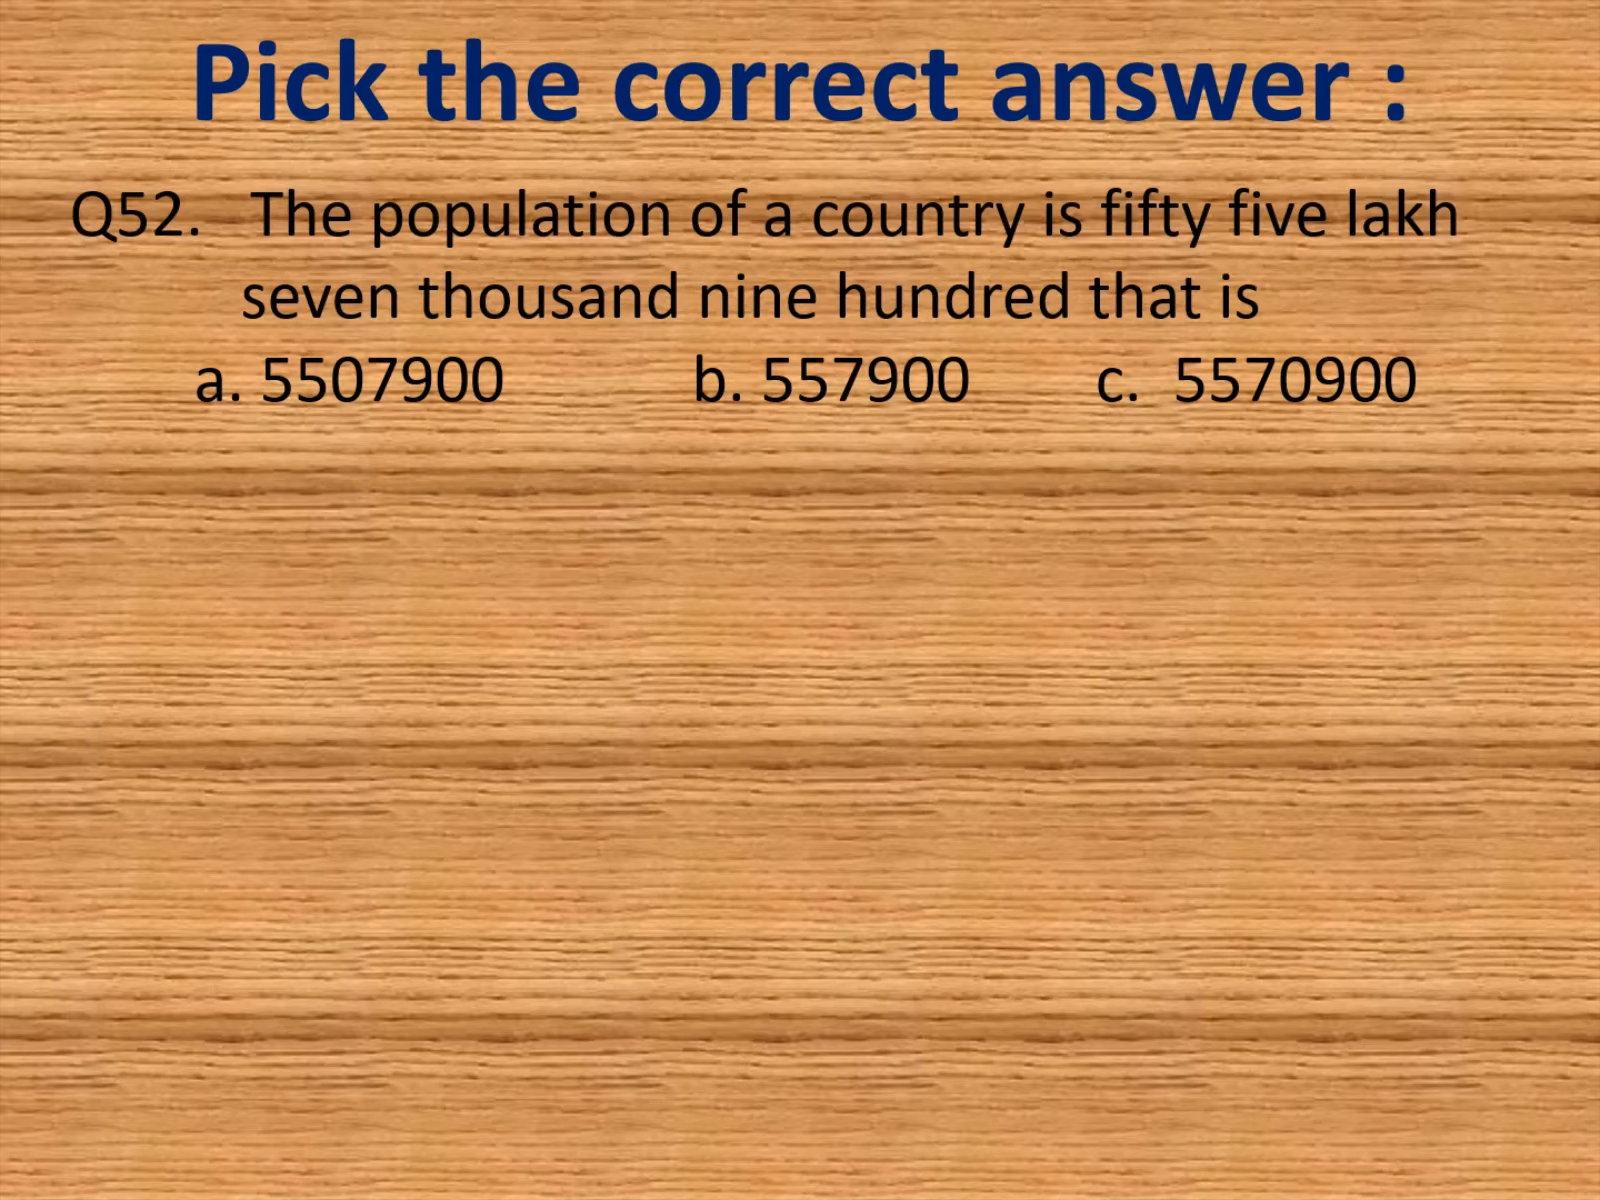 Pick the correct answer :
Q52. The population of a country is fifty five lakh
seven thousand nine hundred that is
a. 5507900 b. 557900 c. 5570900